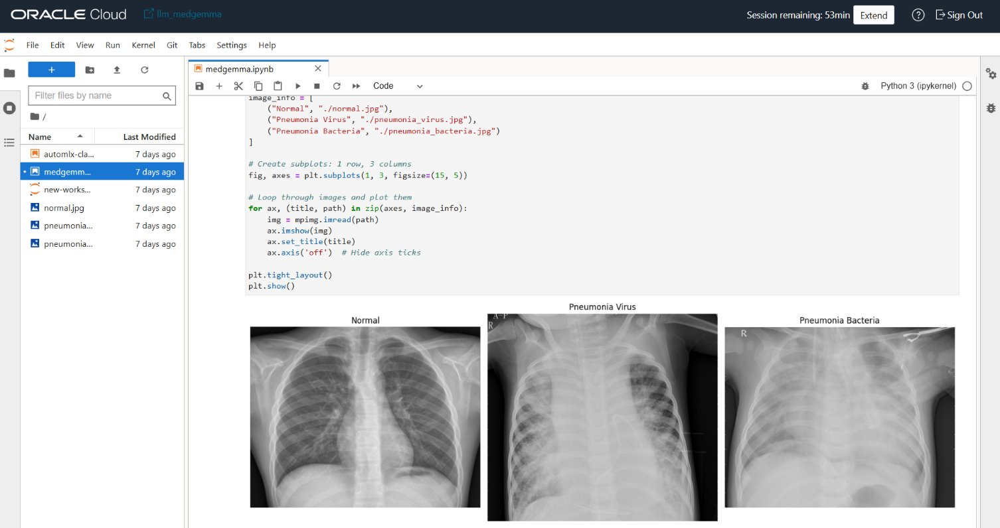 ORACLE Cloud
llm_medgemma
Session remaining: 53min
Extend
?
Sign Out
File Edit View Run Kernel Git Tabs Settings Help
+
Filter files by name
/
Name
Last Modified
automlx-cla... 7 days ago
medgemm... 7 days ago
new-works... 7 days ago
normal.jpg 7 days ago
pneumonia... 7 days ago
pneumonia... 7 days ago
medgemma.ipynb
Code
Python 3 (ipykernel)
image_info = [
    ("Normal", "./normal.jpg"),
    ("Pneumonia Virus", "./pneumonia_virus.jpg"),
    ("Pneumonia Bacteria", "./pneumonia_bacteria.jpg")
]
# Create subplots: 1 row, 3 columns
fig, axes = plt.subplots(1, 3, figsize=(15, 5))
# Loop through images and plot them
for ax, (title, path) in zip(axes, image_info):
    img = mpimg.imread(path)
    ax.imshow(img)
    ax.set_title(title)
    ax.axis('off')  # Hide axis ticks
plt.tight_layout()
plt.show()
Normal
Pneumonia Virus
A-P
R
Pneumonia Bacteria
R